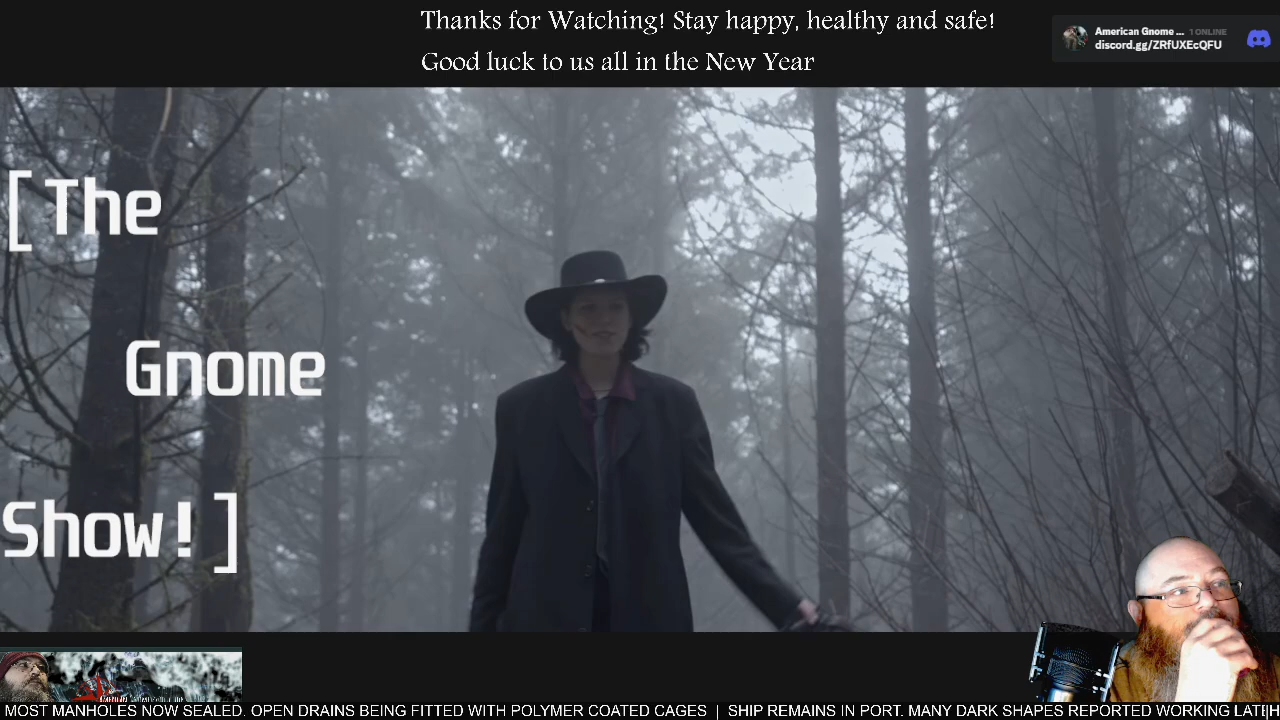 Thanks for Watching! Stay happy, healthy and safe!
Good luck to us all in the New Year
American Gnome ... 1 ONLINE
discord.gg/ZRfUXEcQFU
[The
Gnome
Show!]
MOST MANHOLES NOW SEALED. OPEN DRAINS BEING FITTED WITH POLYMER COATED CAGES | SHIP REMAINS IN PORT. MANY DARK SHAPES REPORTED WORKING